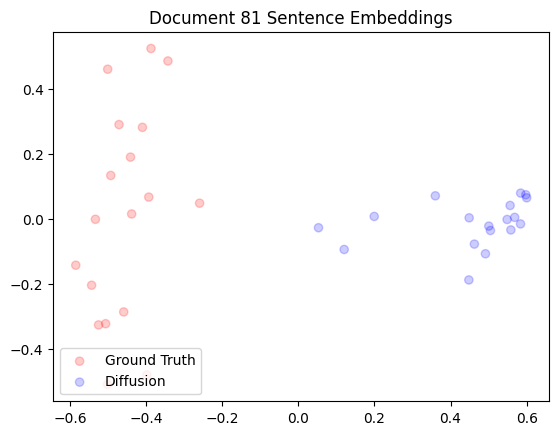 Document 81 Sentence Embeddings
0.4
0.2
0.0
−0.2
−0.4
Ground Truth
Diffusion
−0.6 −0.4 −0.2 0.0 0.2 0.4 0.6